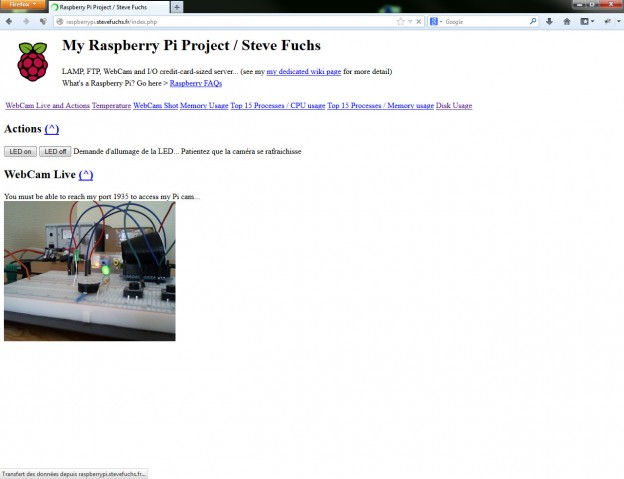 Firefox
Raspberry Pi Project / Steve Fuchs
raspberrypi.stevefuchs.fr/index.php
Google
My Raspberry Pi Project / Steve Fuchs
LAMP, FTP, WebCam and I/O credit-card-sized server... (see my my dedicated wiki page for more detail)
What's a Raspberry Pi? Go here > Raspberry FAQs
WebCam Live and Actions Temperature WebCam Shot Memory Usage Top 15 Processes / CPU usage Top 15 Processes / Memory usage Disk Usage
Actions (^)
LED on LED off Demande d'allumage de la LED... Patientez que la caméra se rafraichisse
WebCam Live (^)
You must be able to reach my port 1935 to access my Pi cam...
Transfert des données depuis raspberrypi.stevefuchs.fr...